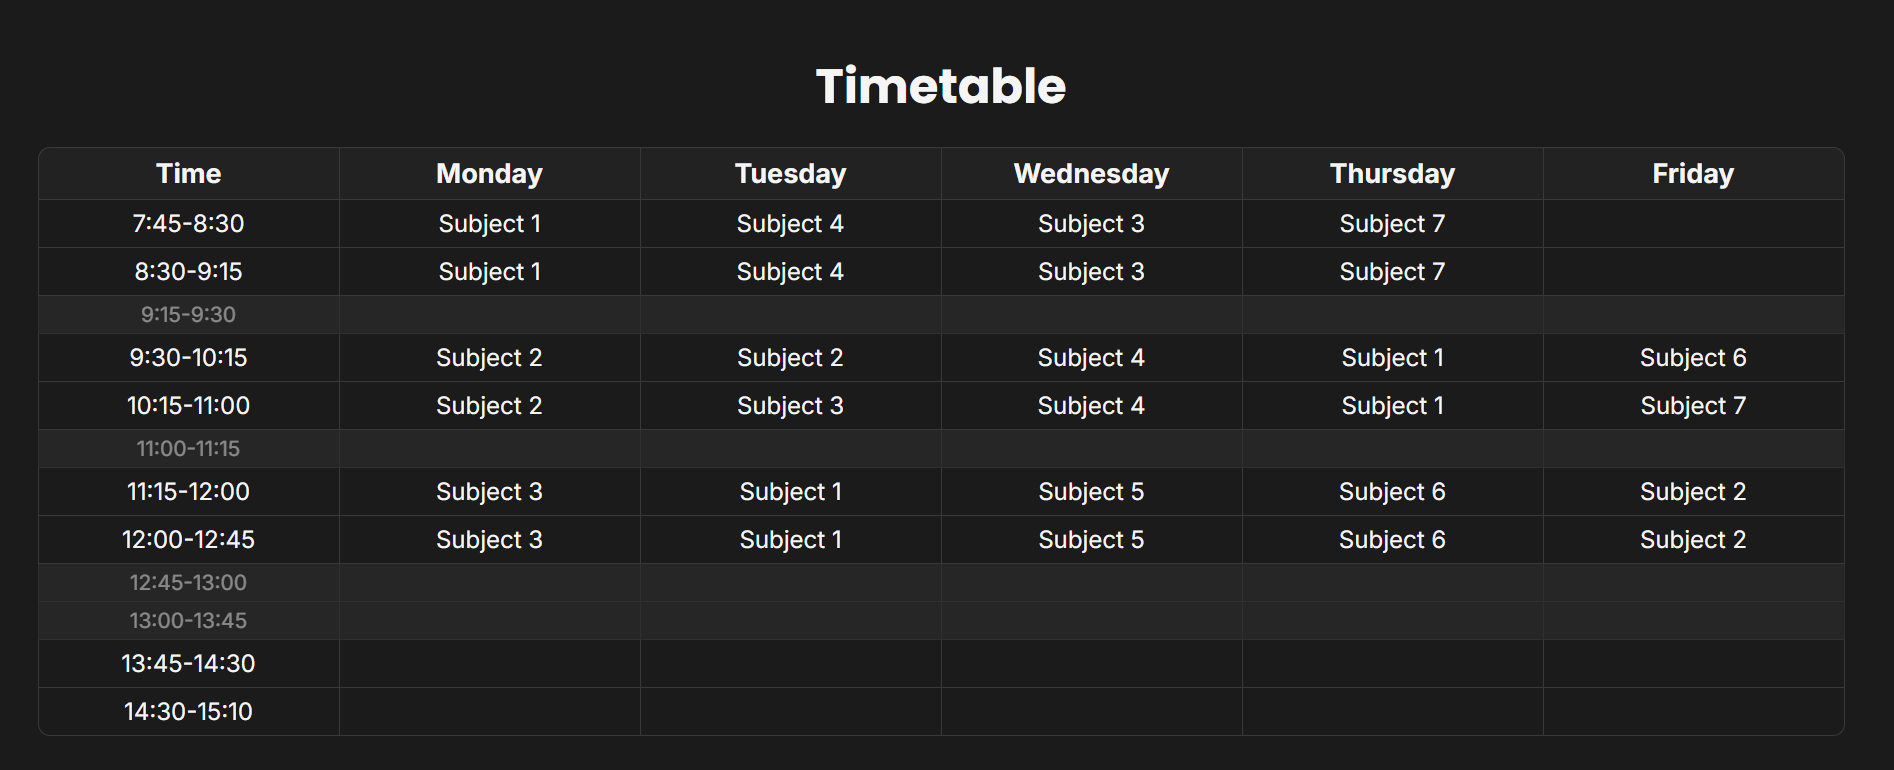 Timetable
Time Monday Tuesday Wednesday Thursday Friday
7:45-8:30 Subject 1 Subject 4 Subject 3 Subject 7
8:30-9:15 Subject 1 Subject 4 Subject 3 Subject 7
9:15-9:30
9:30-10:15 Subject 2 Subject 2 Subject 4 Subject 1 Subject 6
10:15-11:00 Subject 2 Subject 3 Subject 4 Subject 1 Subject 7
11:00-11:15
11:15-12:00 Subject 3 Subject 1 Subject 5 Subject 6 Subject 2
12:00-12:45 Subject 3 Subject 1 Subject 5 Subject 6 Subject 2
12:45-13:00
13:00-13:45
13:45-14:30
14:30-15:10